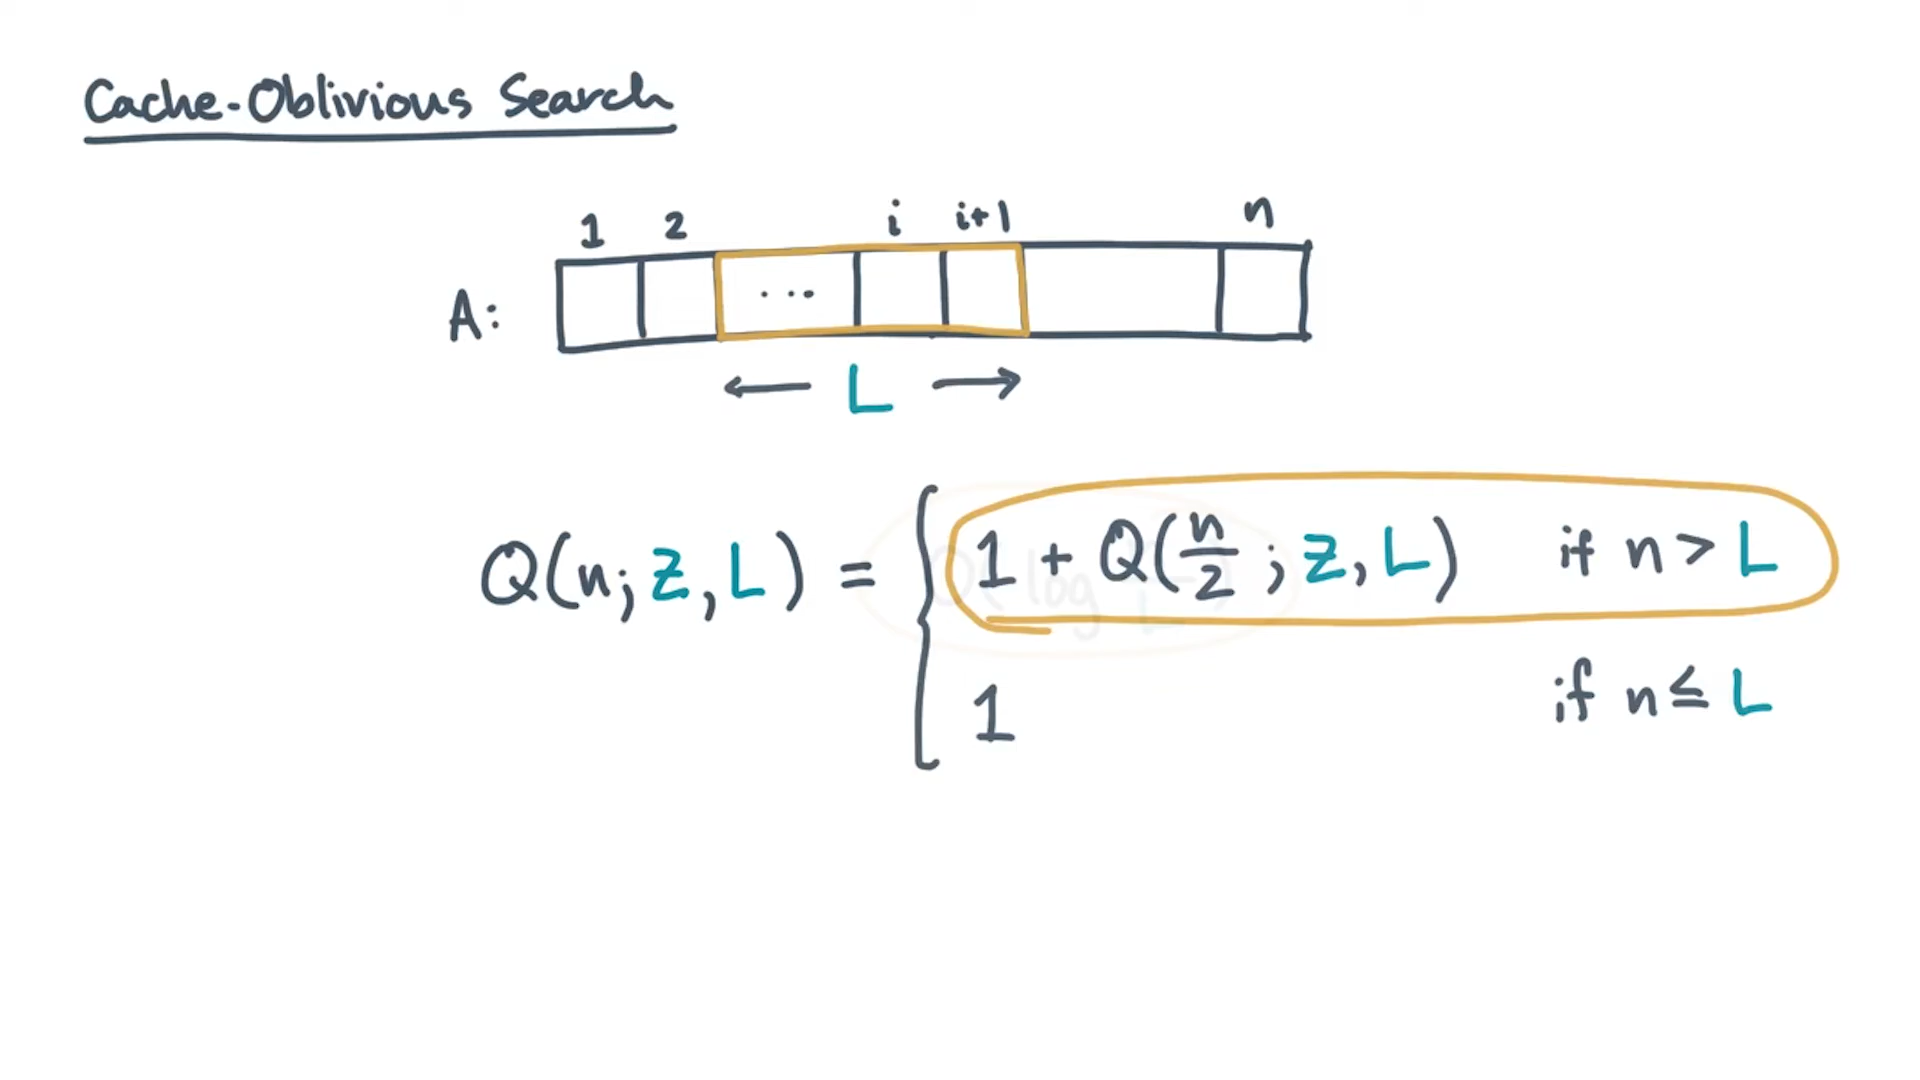 Cache-Oblivious Search
1 2 i i+1 n
A: ...
← L →
Q(n; Z, L) = { 1 + Q(n/2 ; Z, L) if n > L
1 if n ≤ L